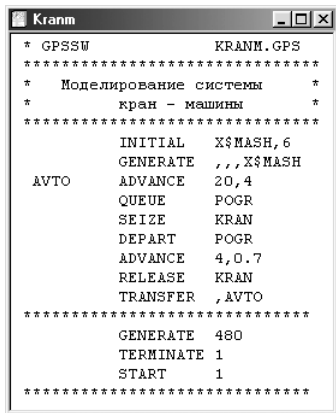 Kranm
* GPSSW KRANM.GPS
*******************************
* Моделирование системы *
* кран - машины *
*******************************
INITIAL X$MASH,6
GENERATE ,,,X$MASH
AVTO ADVANCE 20,4
QUEUE POGR
SEIZE KRAN
DEPART POGR
ADVANCE 4,0.7
RELEASE KRAN
TRANSFER ,AVTO
******************************
GENERATE 480
TERMINATE 1
START 1
******************************